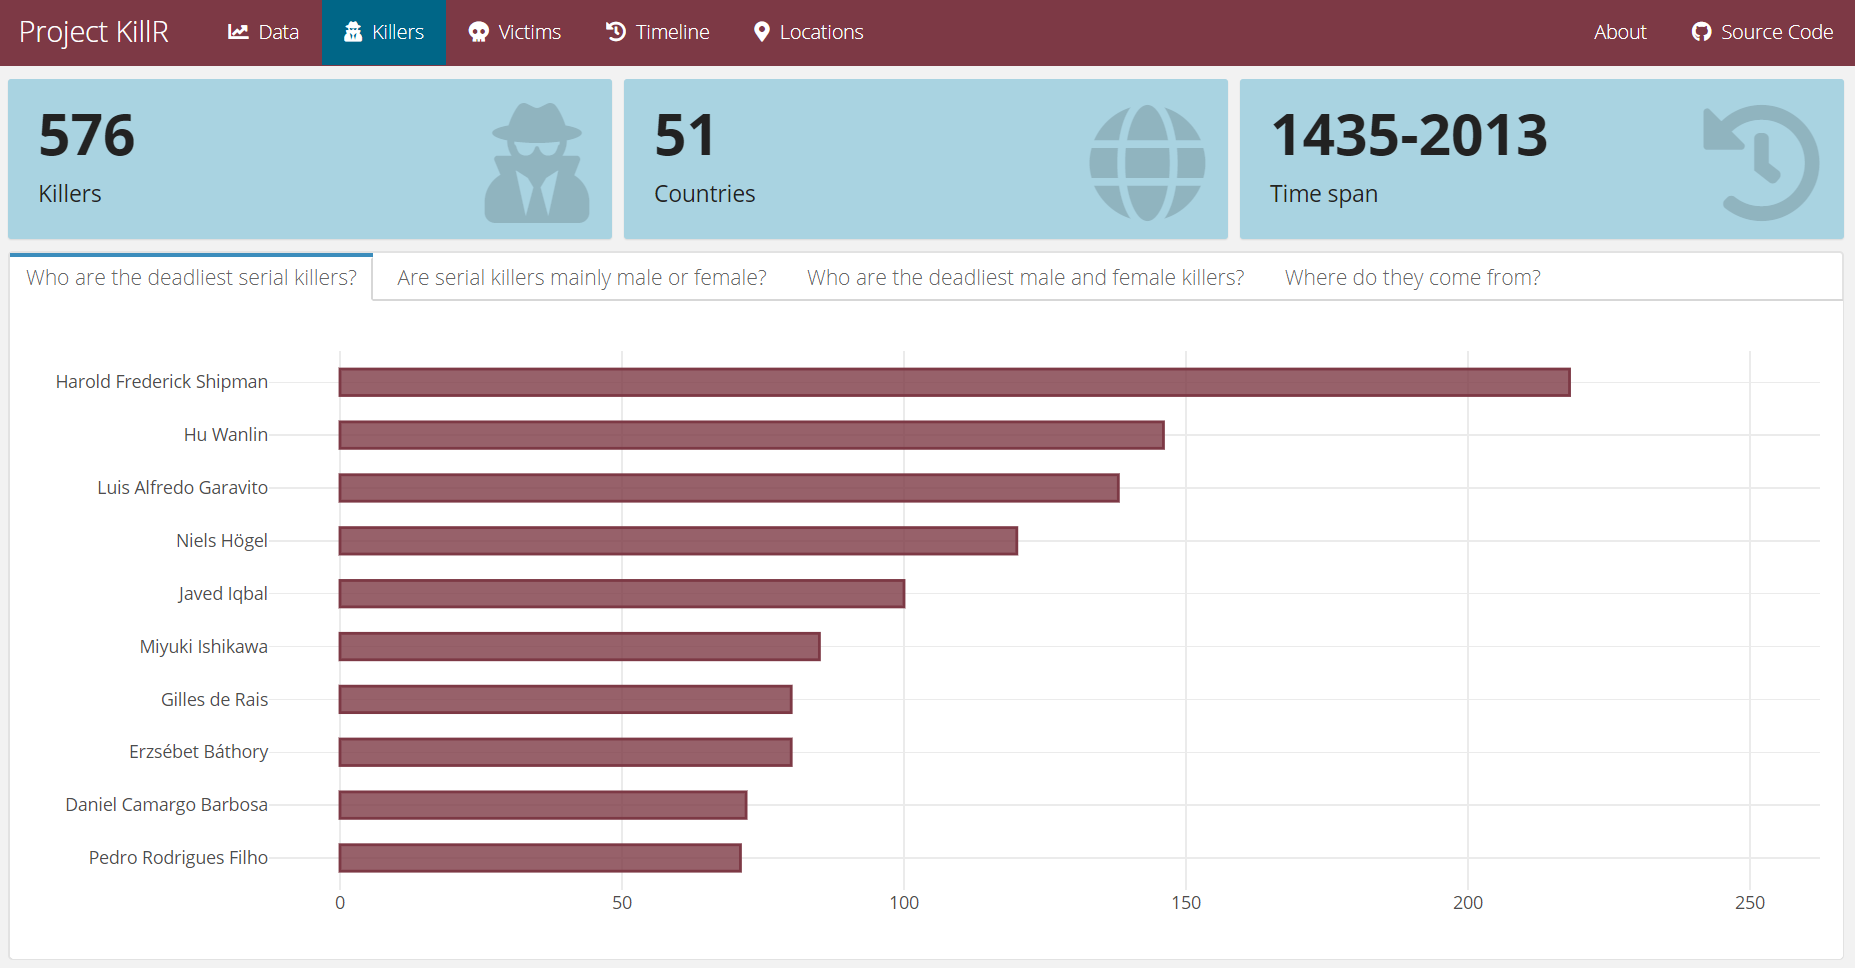 Project KillR
Data
Killers
Victims
Timeline
Locations
About
Source Code
576
Killers
51
Countries
1435-2013
Time span
Who are the deadliest serial killers?
Are serial killers mainly male or female?
Who are the deadliest male and female killers?
Where do they come from?
Harold Frederick Shipman
Hu Wanlin
Luis Alfredo Garavito
Niels Högel
Javed Iqbal
Miyuki Ishikawa
Gilles de Rais
Erzsébet Báthory
Daniel Camargo Barbosa
Pedro Rodrigues Filho
0 50 100 150 200 250